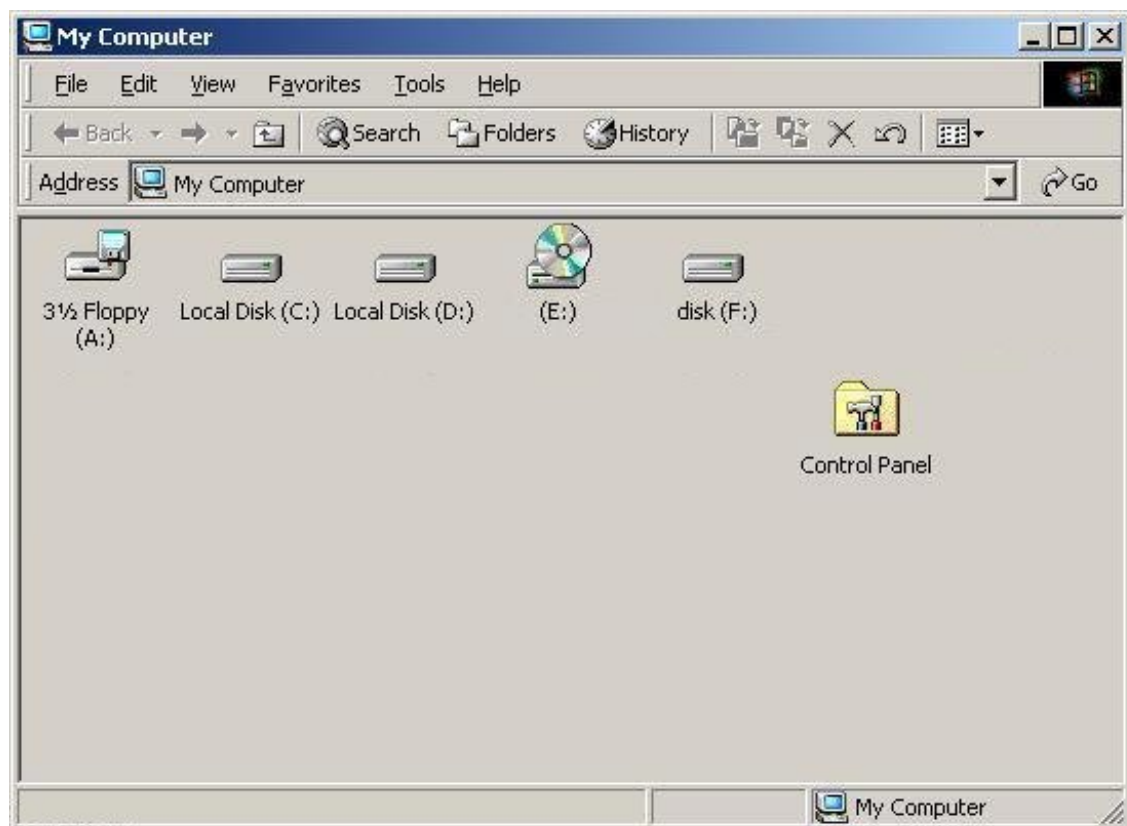 My Computer
File Edit View Favorites Tools Help
Back Search Folders History
Address My Computer Go
3½ Floppy (A:)
Local Disk (C:)
Local Disk (D:)
(E:)
disk (F:)
Control Panel
My Computer